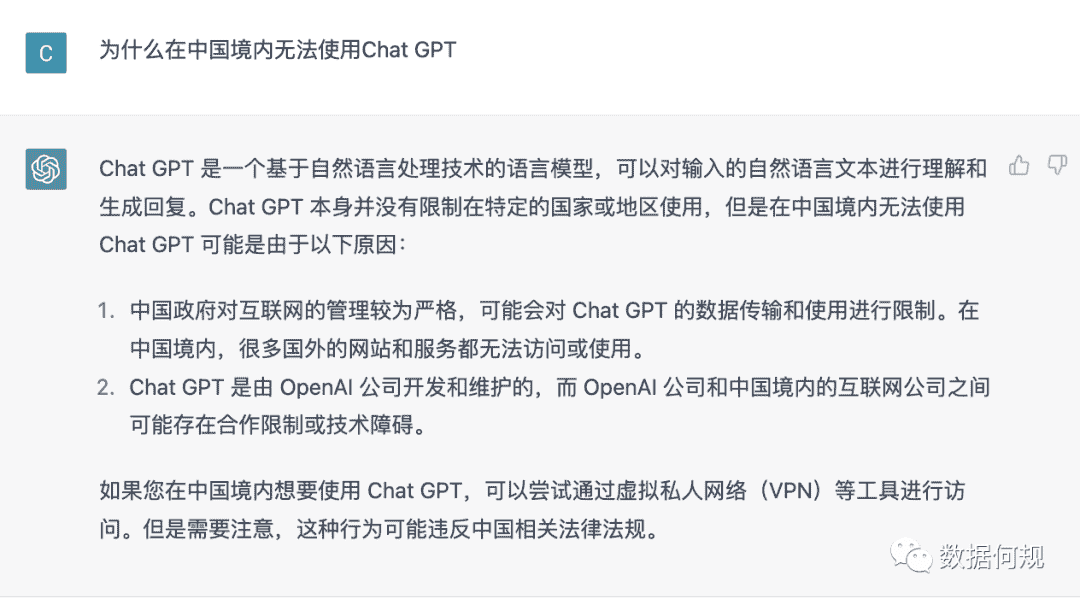 C
为什么在中国境内无法使用Chat GPT
Chat GPT 是一个基于自然语言处理技术的语言模型，可以对输入的自然语言文本进行理解和
生成回复。Chat GPT 本身并没有限制在特定的国家或地区使用，但是在中国境内无法使用
Chat GPT 可能是由于以下原因：
1. 中国政府对互联网的管理较为严格，可能会对 Chat GPT 的数据传输和使用进行限制。在
中国境内，很多国外的网站和服务都无法访问或使用。
2. Chat GPT 是由 OpenAI 公司开发和维护的，而 OpenAI 公司和中国境内的互联网公司之间
可能存在合作限制或技术障碍。
如果您在中国境内想要使用 Chat GPT，可以尝试通过虚拟私人网络（VPN）等工具进行访
问。但是需要注意，这种行为可能违反中国相关法律法规。
数据何规